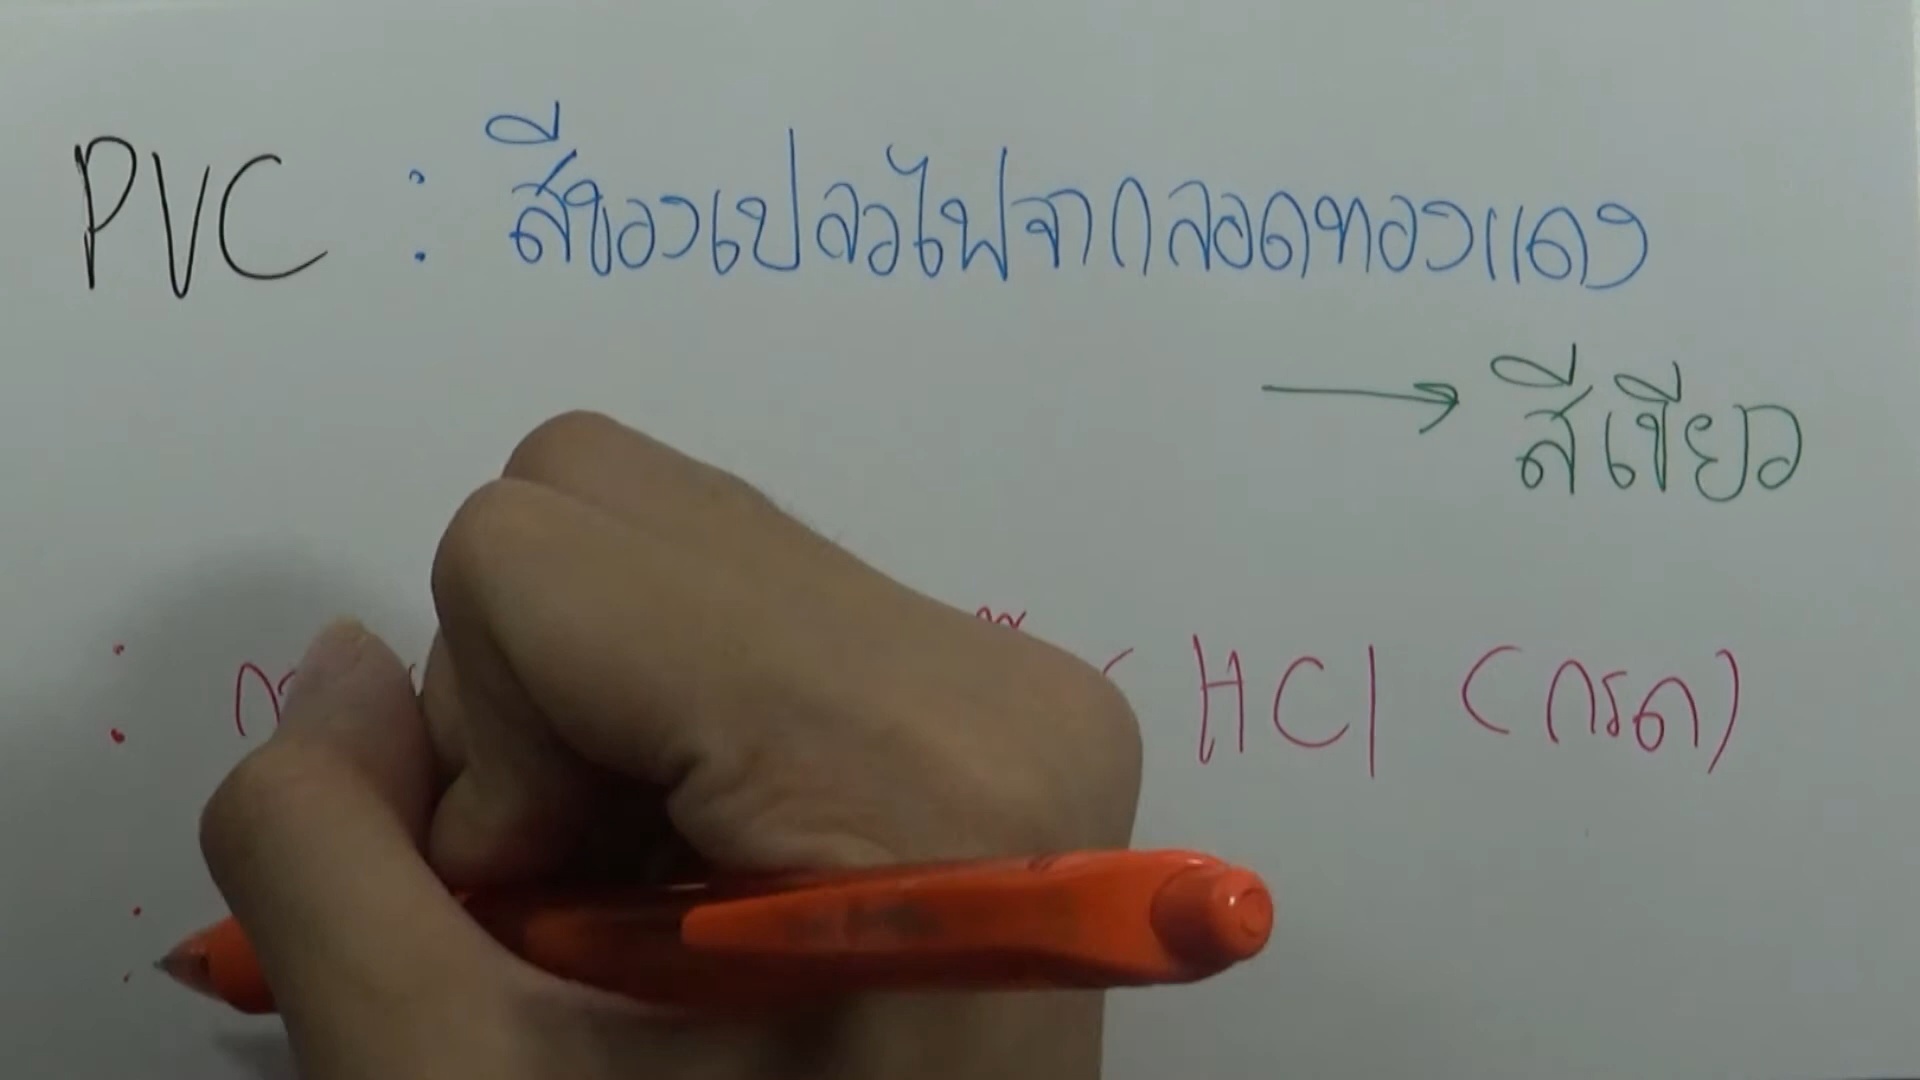 PVC : สีของเปลวไฟจากลวดทองแดง
→ สีเขียว
: HCl (กรด)
: